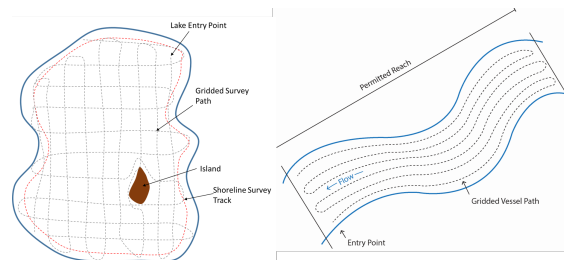 Lake Entry Point
Gridded Survey
Path
Island
Shoreline Survey
Track
Permitted Reach
Flow
Gridded Vessel Path
Entry Point